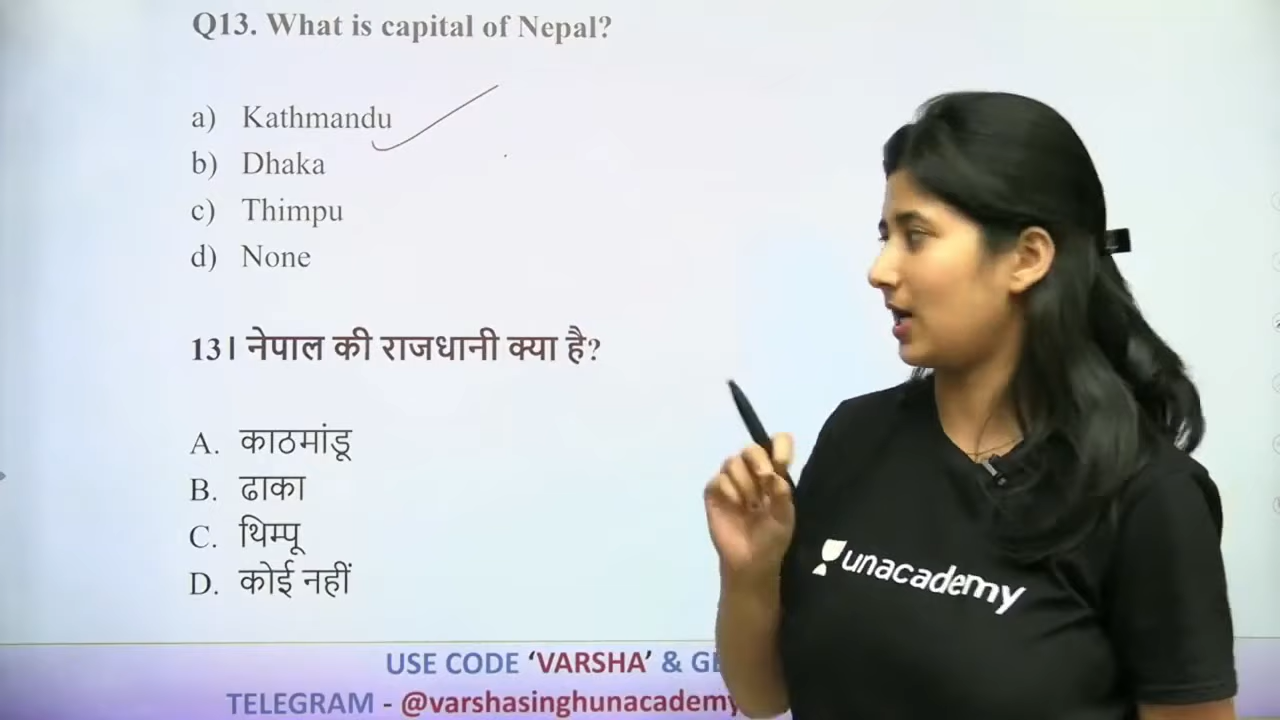 Q13. What is capital of Nepal?
a) Kathmandu
b) Dhaka
c) Thimpu
d) None
13। नेपाल की राजधानी क्या है?
A. काठमांडू
B. ढाका
C. थिम्पू
D. कोई नहीं
unacademy
USE CODE ‘VARSHA’ &
TELEGRAM - @varshasinghunacademy